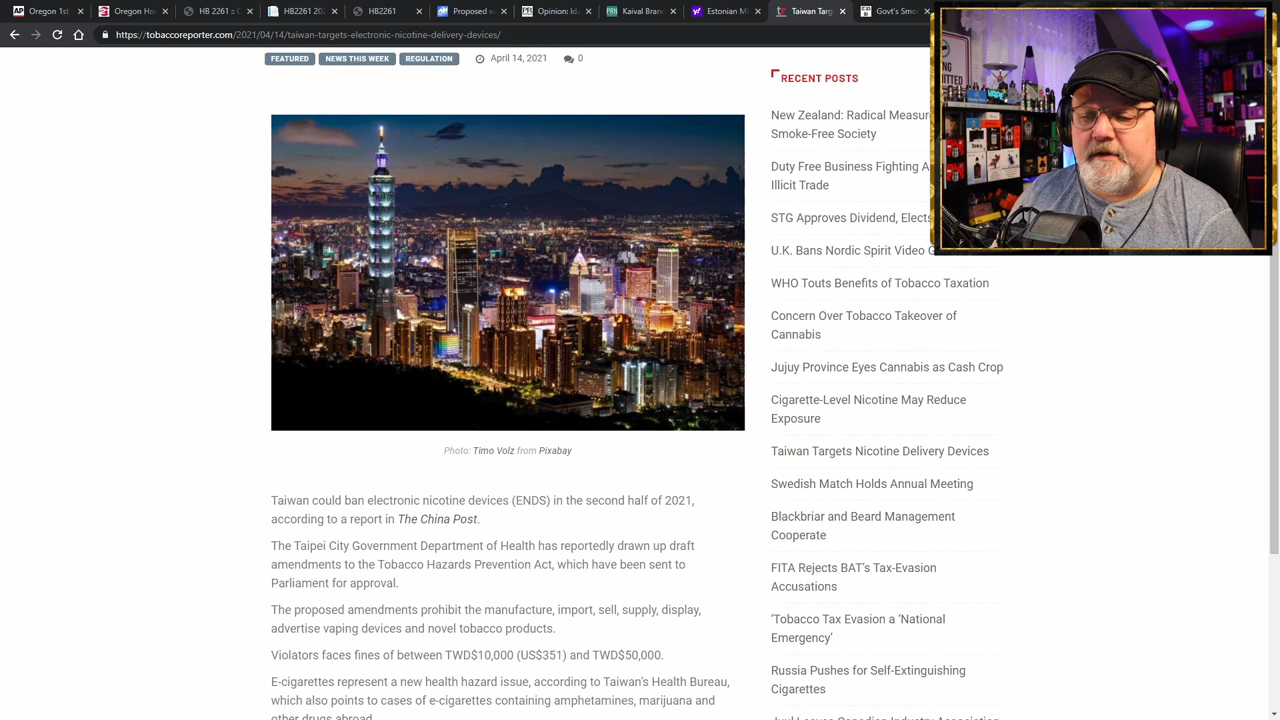 AP Oregon 1st
Oregon Ho
HB2261
HB 2261
Proposed
Opinion
Kaival Bran
Estonian M
Taiwan Targ
Gort's Smo
https://tobaccoreporter.com/2021/04/14/taiwan-targets-electronic-nicotine-delivery-devices/
FEATURED NEWS THIS WEEK REGULATION April 14, 2021 0
Photo: Timo Volz from Pixabay
Taiwan could ban electronic nicotine devices (ENDS) in the second half of 2021,
according to a report in The China Post.
The Taipei City Government Department of Health has reportedly drawn up draft
amendments to the Tobacco Hazards Prevention Act, which have been sent to
Parliament for approval.
The proposed amendments prohibit the manufacture, import, sell, supply, display,
advertise vaping devices and novel tobacco products.
Violators faces fines of between TWD$10,000 (US$351) and TWD$50,000.
E-cigarettes represent a new health hazard issue, according to Taiwan's Health Bureau,
which also points to cases of e-cigarettes containing amphetamines, marijuana and
other drugs abroad.
RECENT POSTS
New Zealand: Radical Measur
Smoke-Free Society
Duty Free Business Fighting A
Illicit Trade
STG Approves Dividend, Elects
U.K. Bans Nordic Spirit Video
WHO Touts Benefits of Tobacco Taxation
Concern Over Tobacco Takeover of
Cannabis
Jujuy Province Eyes Cannabis as Cash Crop
Cigarette-Level Nicotine May Reduce
Exposure
Taiwan Targets Nicotine Delivery Devices
Swedish Match Holds Annual Meeting
Blackbriar and Beard Management
Cooperate
FITA Rejects BAT's Tax-Evasion
Accusations
'Tobacco Tax Evasion a 'National
Emergency'
Russia Pushes for Self-Extinguishing
Cigarettes
Juul Leaves Canadian Industry Association
VAPE